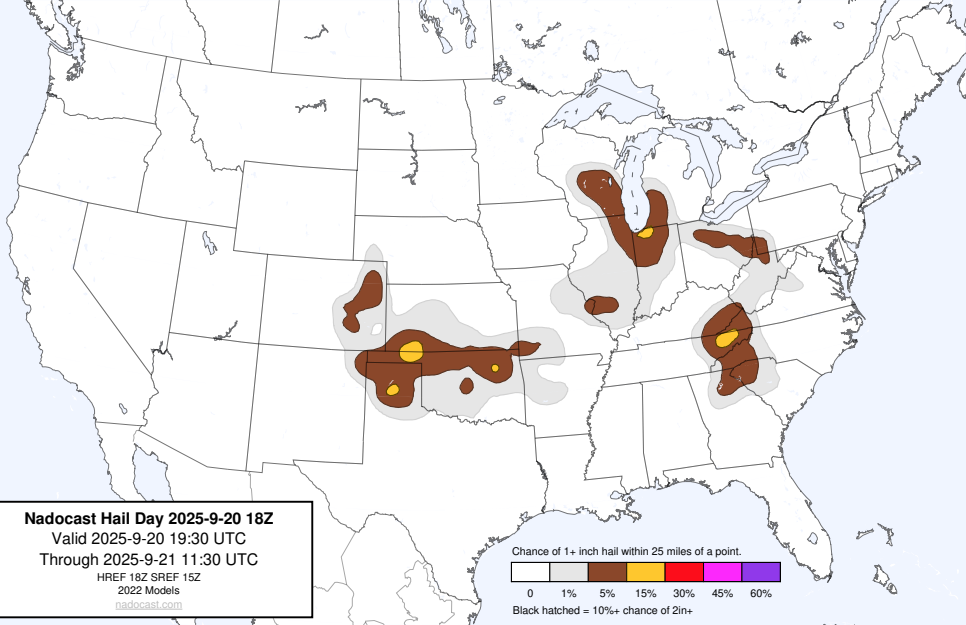 Nadocast Hail Day 2025-9-20 18Z
Valid 2025-9-20 19:30 UTC
Through 2025-9-21 11:30 UTC
HREF 18Z SREF 15Z
2022 Models
nadocast.com
Chance of 1+ inch hail within 25 miles of a point.
0 1% 5% 15% 30% 45% 60%
Black hatched = 10%+ chance of 2in+